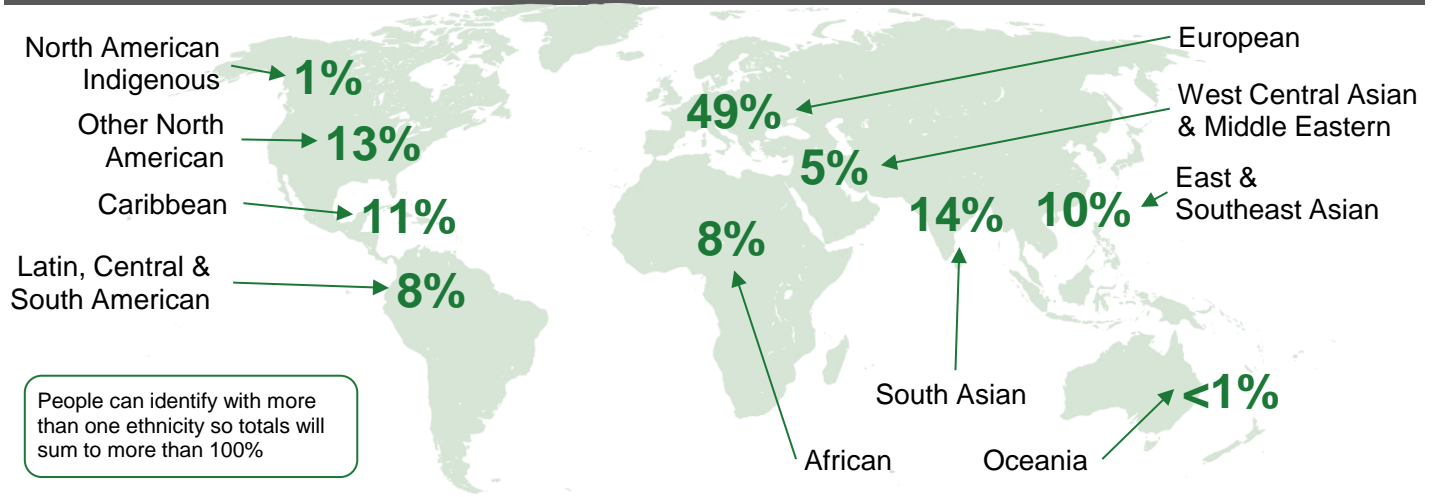 North American
Indigenous
1%
Other North
American
13%
Caribbean
11%
Latin, Central &
South American
8%
European
49%
West Central Asian
& Middle Eastern
5%
East &
Southeast Asian
10%
14%
South Asian
8%
African
Oceania
<1%
People can identify with more
than one ethnicity so totals will
sum to more than 100%